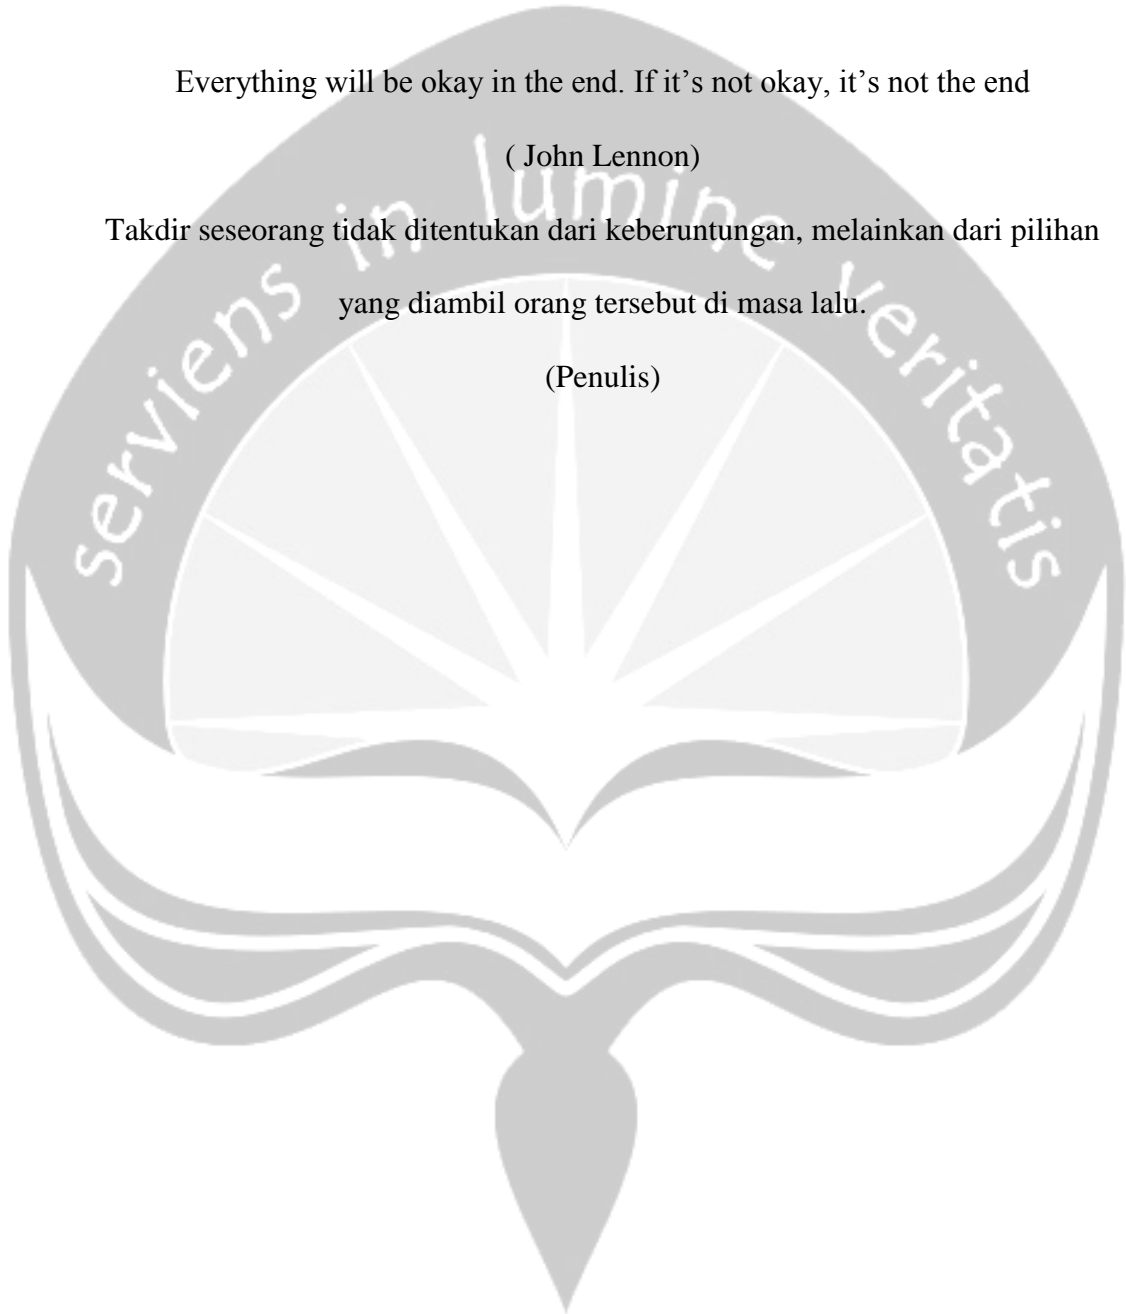 Everything will be okay in the end. If it’s not okay, it’s not the end
( John Lennon)
Takdir seseorang tidak ditentukan dari keberuntungan, melainkan dari pilihan
yang diambil orang tersebut di masa lalu.
(Penulis)
serviens in lumine veritatis